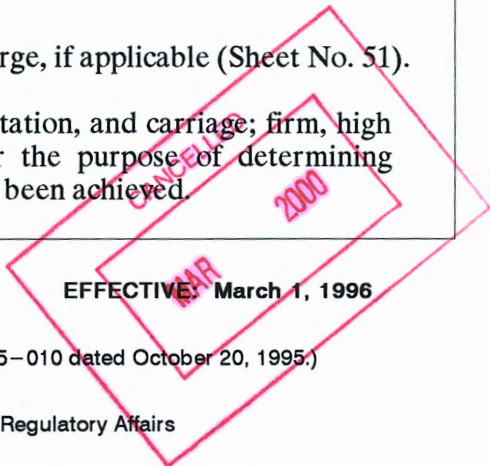 rge, if applicable (Sheet No. 51).
tation, and carriage; firm, high
r the purpose of determining
been achieved.
CANCELLED
MAR 2000
EFFECTIVE: March 1, 1996
5-010 dated October 20, 1995.)
Regulatory Affairs